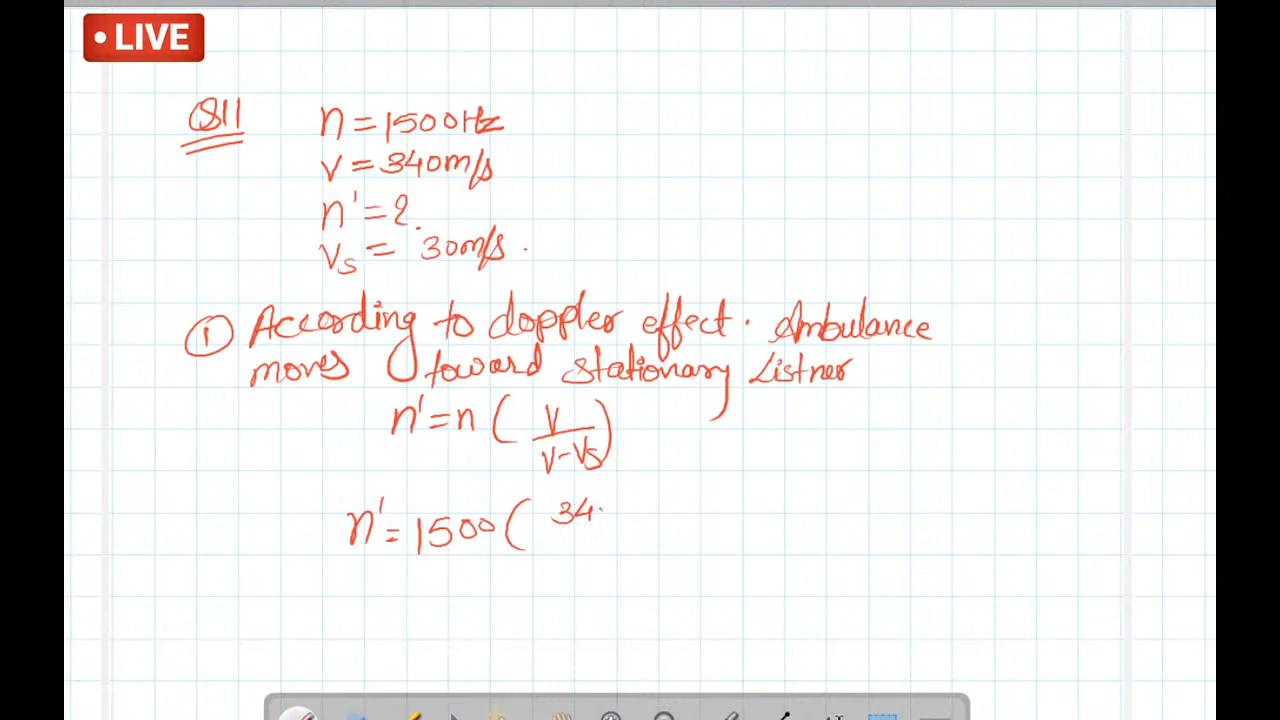 • LIVE
Q11
n = 1500Hz
v = 340m/s
n' = ?
Vs = 30m/s.
① According to doppler effect. Ambulance
moves toward stationary Listner
n' = n ( V / V-Vs )
n' = 1500 ( 34